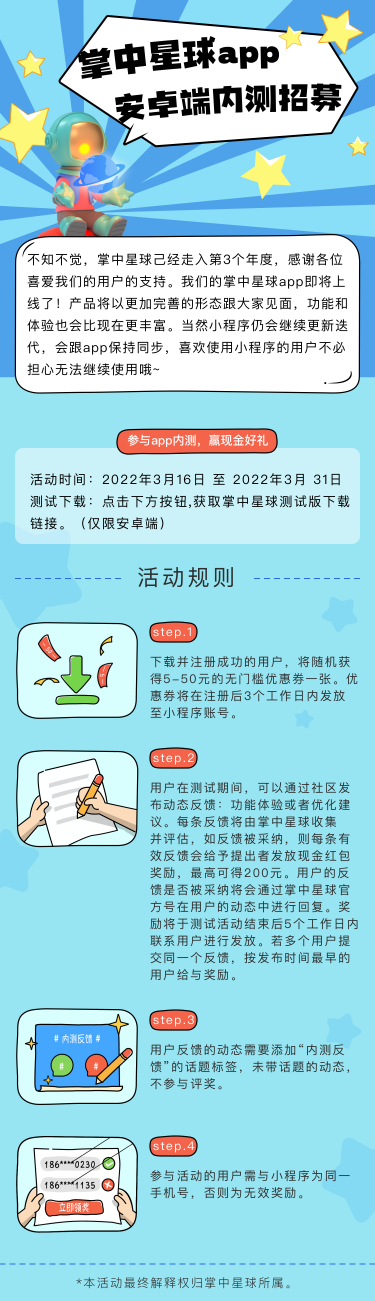 掌中星球app
安卓端内测招募
不知不觉，掌中星球己经走入第3个年度，感谢各位
喜爱我们的用户的支持。我们的掌中星球app即将上
线了！产品将以更加完善的形态跟大家见面，功能和
体验也会比现在更丰富。当然小程序仍会继续更新迭
代，会跟app保持同步，喜欢使用小程序的用户不必
担心无法继续使用哦~
参与app内测，赢现金好礼
活动时间：2022年3月16日 至 2022年3月 31日
测试下载：点击下方按钮,获取掌中星球测试版下载
链接。（仅限安卓端）
活动规则
step.1
下载并注册成功的用户，将随机获
得5-50元的无门槛优惠券一张。优
惠券将在注册后3个工作日内发放
至小程序账号。
step.2
用户在测试期间，可以通过社区发
布动态反馈：功能体验或者优化建
议。每条反馈将由掌中星球收集
并评估，如反馈被采纳，则每条有
效反馈会给予提出者发放现金红包
奖励，最高可得200元。用户的反
馈是否被采纳将会通过掌中星球官
方号在用户的动态中进行回复。奖
励将于测试活动结束后5个工作日内
联系用户进行发放。若多个用户提
交同一个反馈，按发布时间最早的
用户给与奖励。
# 内测反馈 #
#
#
step.3
用户反馈的动态需要添加“内测反
馈”的话题标签，未带话题的动态，
不参与评奖。
186****0230
186****1135
立即领奖
step.4
参与活动的用户需与小程序为同一
手机号，否则为无效奖励。
*本活动最终解释权归掌中星球所属。